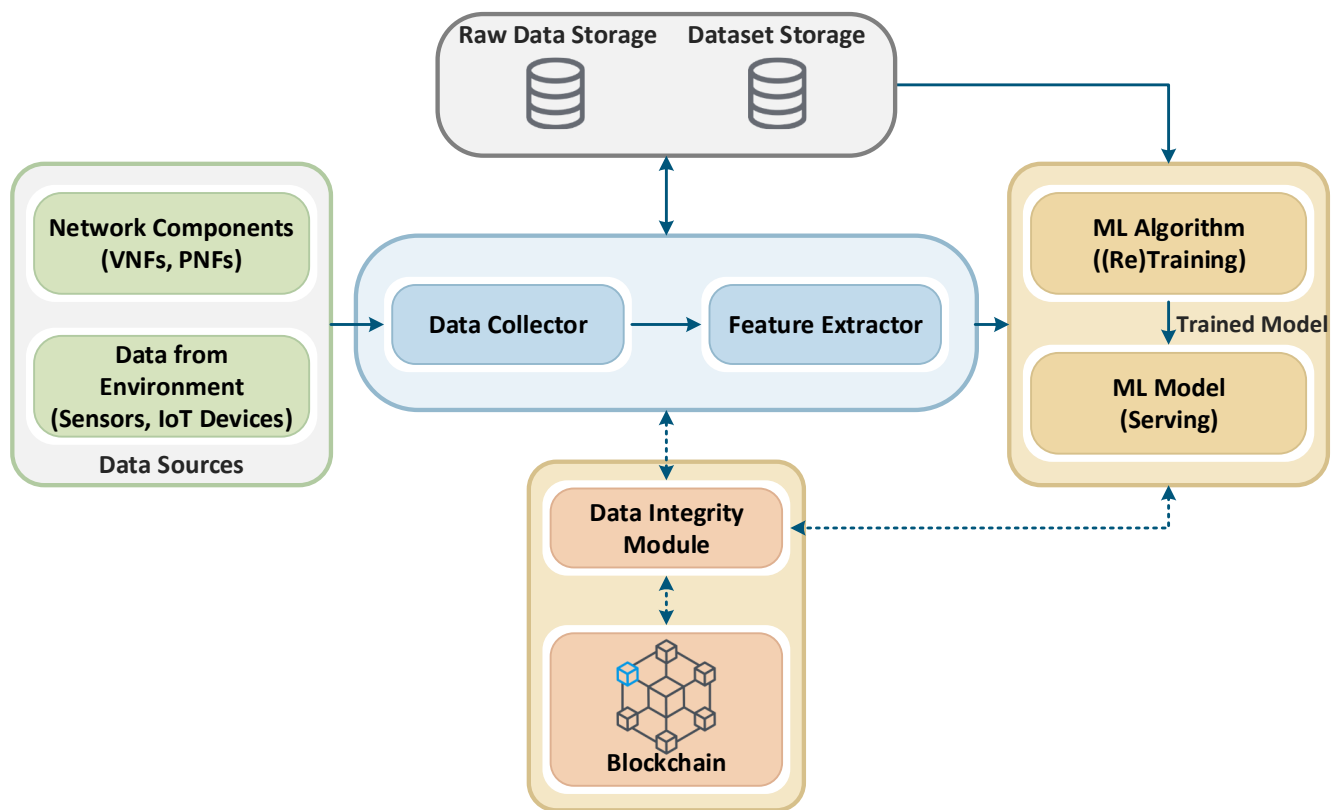 Raw Data Storage
Dataset Storage
Network Components
(VNFs, PNFs)
Data from
Environment
(Sensors, IoT Devices)
Data Sources
Data Collector
Feature Extractor
ML Algorithm
((Re)Training)
Trained Model
ML Model
(Serving)
Data Integrity
Module
Blockchain